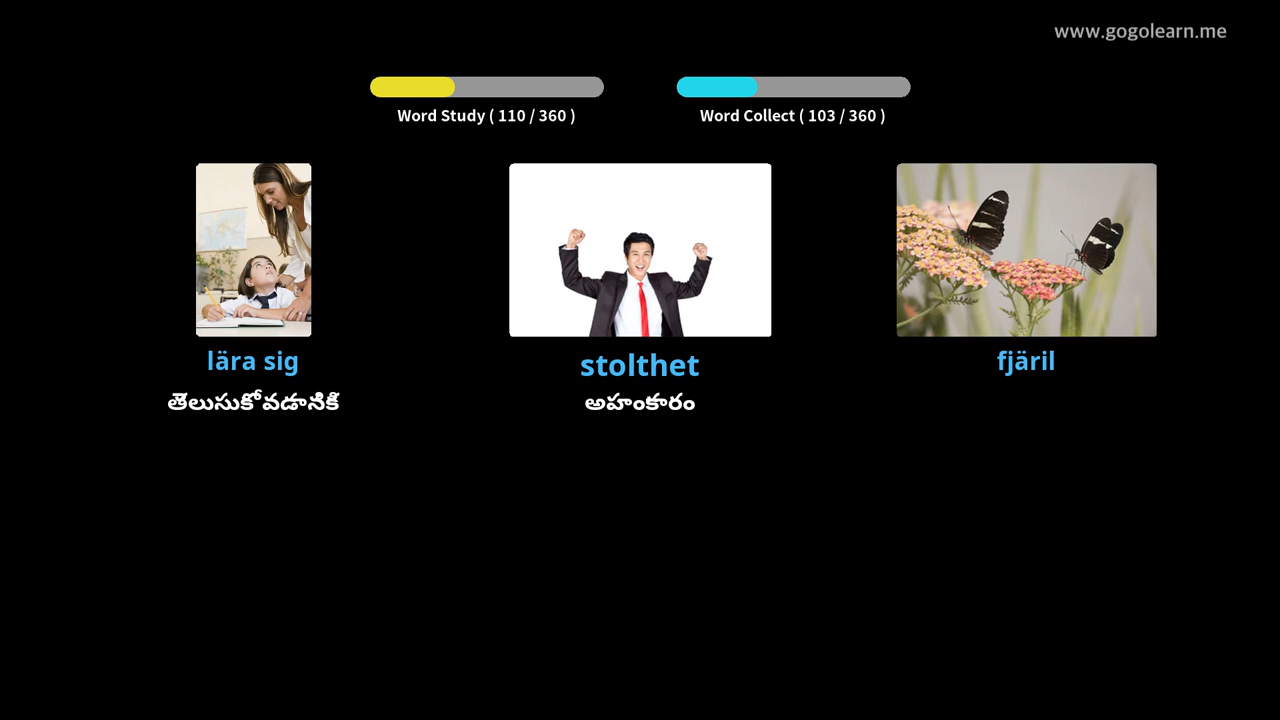 www.gogolearn.me
Word Study ( 110 / 360 )
Word Collect ( 103 / 360 )
lära sig
stolthet
fjäril
తెలుసుకోవడానికి
అహంకారం